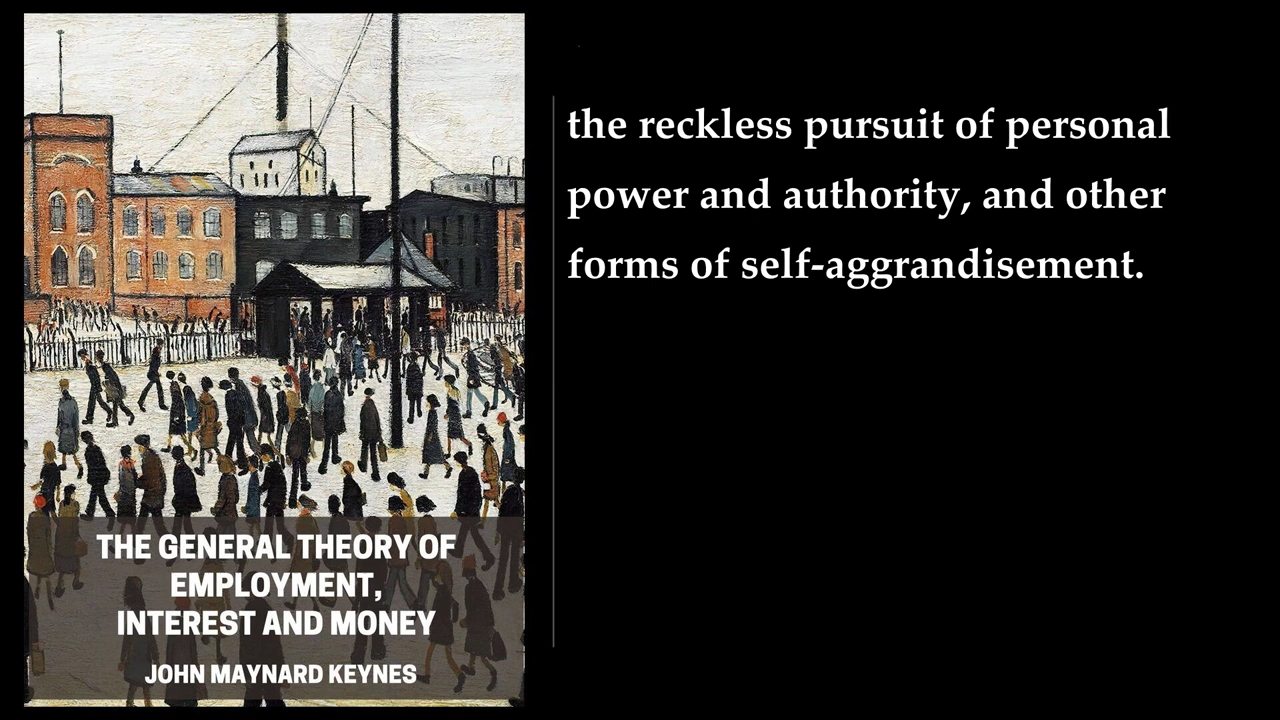 THE GENERAL THEORY OF
EMPLOYMENT,
INTEREST AND MONEY
JOHN MAYNARD KEYNES
the reckless pursuit of personal
power and authority, and other
forms of self-aggrandisement.